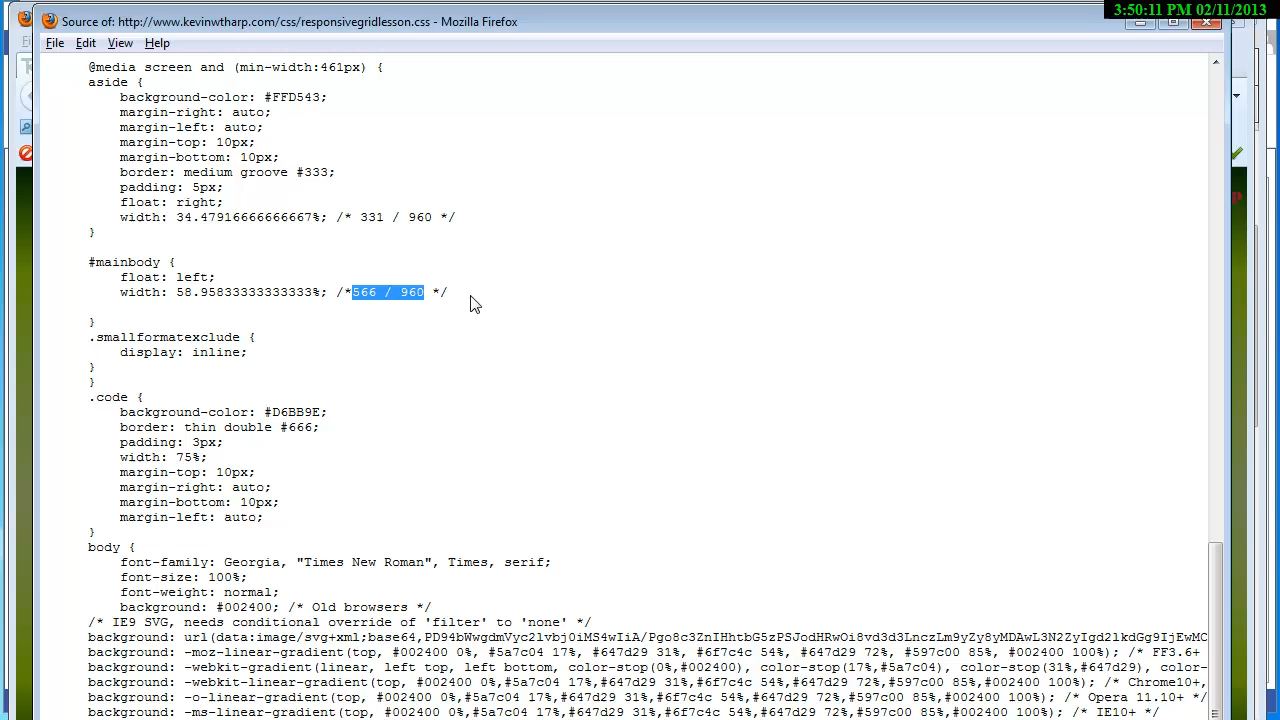 3:50:11 PM 02/11/2013
Source of: http://www.kevinwtharp.com/css/responsivegridlesson.css - Mozilla Firefox
File Edit View Help
@media screen and (min-width:461px) {
aside {
background-color: #FFD543;
margin-right: auto;
margin-left: auto;
margin-top: 10px;
margin-bottom: 10px;
border: medium groove #333;
padding: 5px;
float: right;
width: 34.47916666666667%; /* 331 / 960 */
}
#mainbody {
float: left;
width: 58.95833333333333%; /*566 / 960 */
}
.smallformatexclude {
display: inline;
}
}
.code {
background-color: #D6BB9E;
border: thin double #666;
padding: 3px;
width: 75%;
margin-top: 10px;
margin-right: auto;
margin-bottom: 10px;
margin-left: auto;
}
body {
font-family: Georgia, "Times New Roman", Times, serif;
font-size: 100%;
font-weight: normal;
background: #002400; /* Old browsers */
/* IE9 SVG, needs conditional override of 'filter' to 'none' */
background: url(data:image/svg+xml;base64,PD94bWwgdmVyc2lvbj0iMS4wIiA/Pgo8c3ZnIHhtbG5zPSJodHRwOi8vd3d3LnczLm9yZy8yMDAwL3N2ZyIgd2lkdGg9IjEwMC
background: -moz-linear-gradient(top, #002400 0%, #5a7c04 17%, #647d29 31%, #6f7c4c 54%, #647d29 72%, #597c00 85%, #002400 100%); /* FF3.6+
background: -webkit-gradient(linear, left top, left bottom, color-stop(0%,#002400), color-stop(17%,#5a7c04), color-stop(31%,#647d29), color-
background: -webkit-linear-gradient(top, #002400 0%,#5a7c04 17%,#647d29 31%,#6f7c4c 54%,#647d29 72%,#597c00 85%,#002400 100%); /* Chrome10+,
background: -o-linear-gradient(top, #002400 0%,#5a7c04 17%,#647d29 31%,#6f7c4c 54%,#647d29 72%,#597c00 85%,#002400 100%); /* Opera 11.10+ */
background: -ms-linear-gradient(top, #002400 0%,#5a7c04 17%,#647d29 31%,#6f7c4c 54%,#647d29 72%,#597c00 85%,#002400 100%); /* IE10+ */